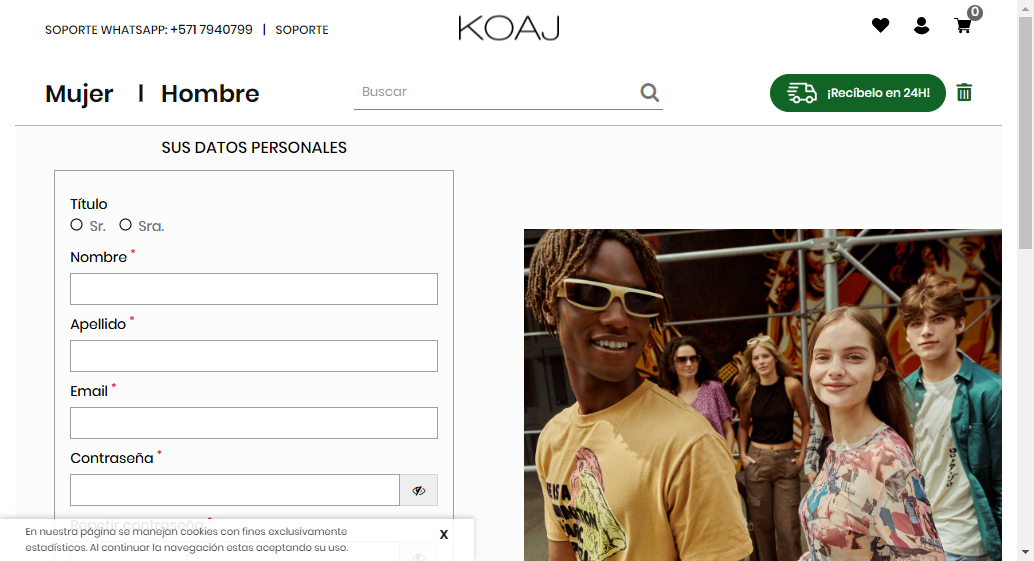 SOPORTE WHATSAPP: +571 7940799 | SOPORTE
KOAJ
0
Mujer | Hombre
Buscar
¡Recíbelo en 24H!
SUS DATOS PERSONALES
Título
Sr. Sra.
Nombre *
Apellido *
Email *
Contraseña *
Repetir contraseña *
En nuestra página se manejan cookies con fines exclusivamente
estadísticos. Al continuar la navegación estas aceptando su uso.
X